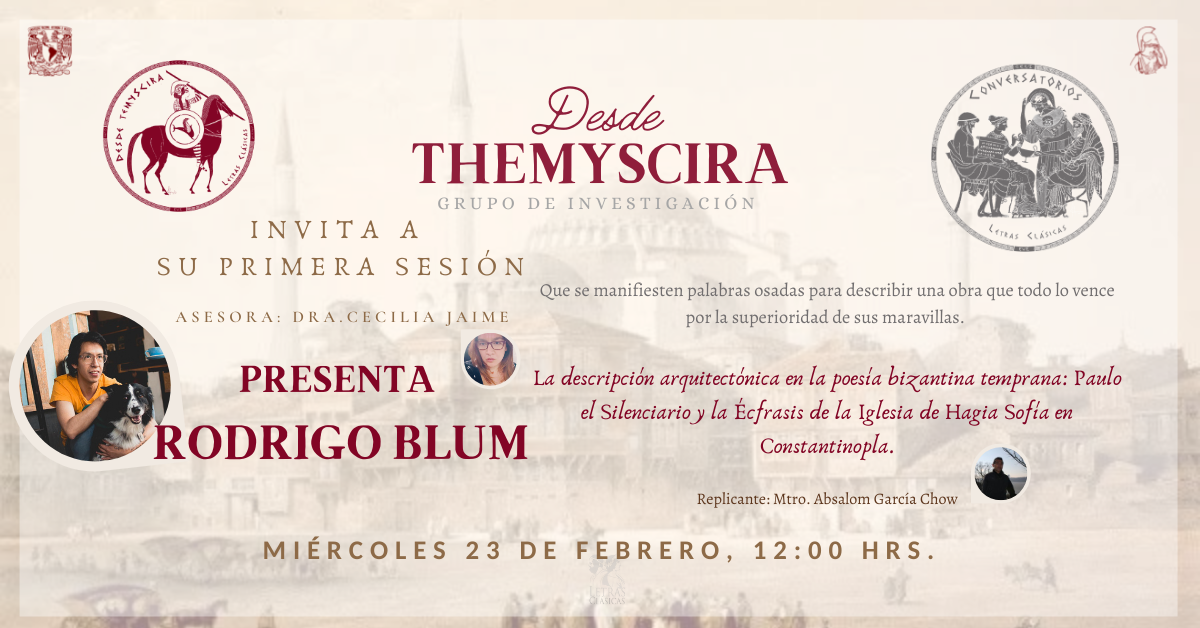 DESDE TEMYSCIRA
LETRAS CLÁSICAS
Desde
THEMYSCIRA
GRUPO DE INVESTIGACIÓN
CONVERSATORIOS
LETRAS CLÁSICAS
INVITA A
SU PRIMERA SESIÓN
ASESORA: DRA.CECILIA JAIME
PRESENTA
RODRIGO BLUM
Que se manifiesten palabras osadas para describir una obra que todo lo vence
por la superioridad de sus maravillas.
La descripción arquitectónica en la poesía bizantina temprana: Paulo
el Silenciario y la Écfrasis de la Iglesia de Hagia Sofía en
Constantinopla.
Replicante: Mtro. Absalom García Chow
MIÉRCOLES 23 DE FEBRERO, 12:00 HRS.
LETRAS
CLÁSICAS